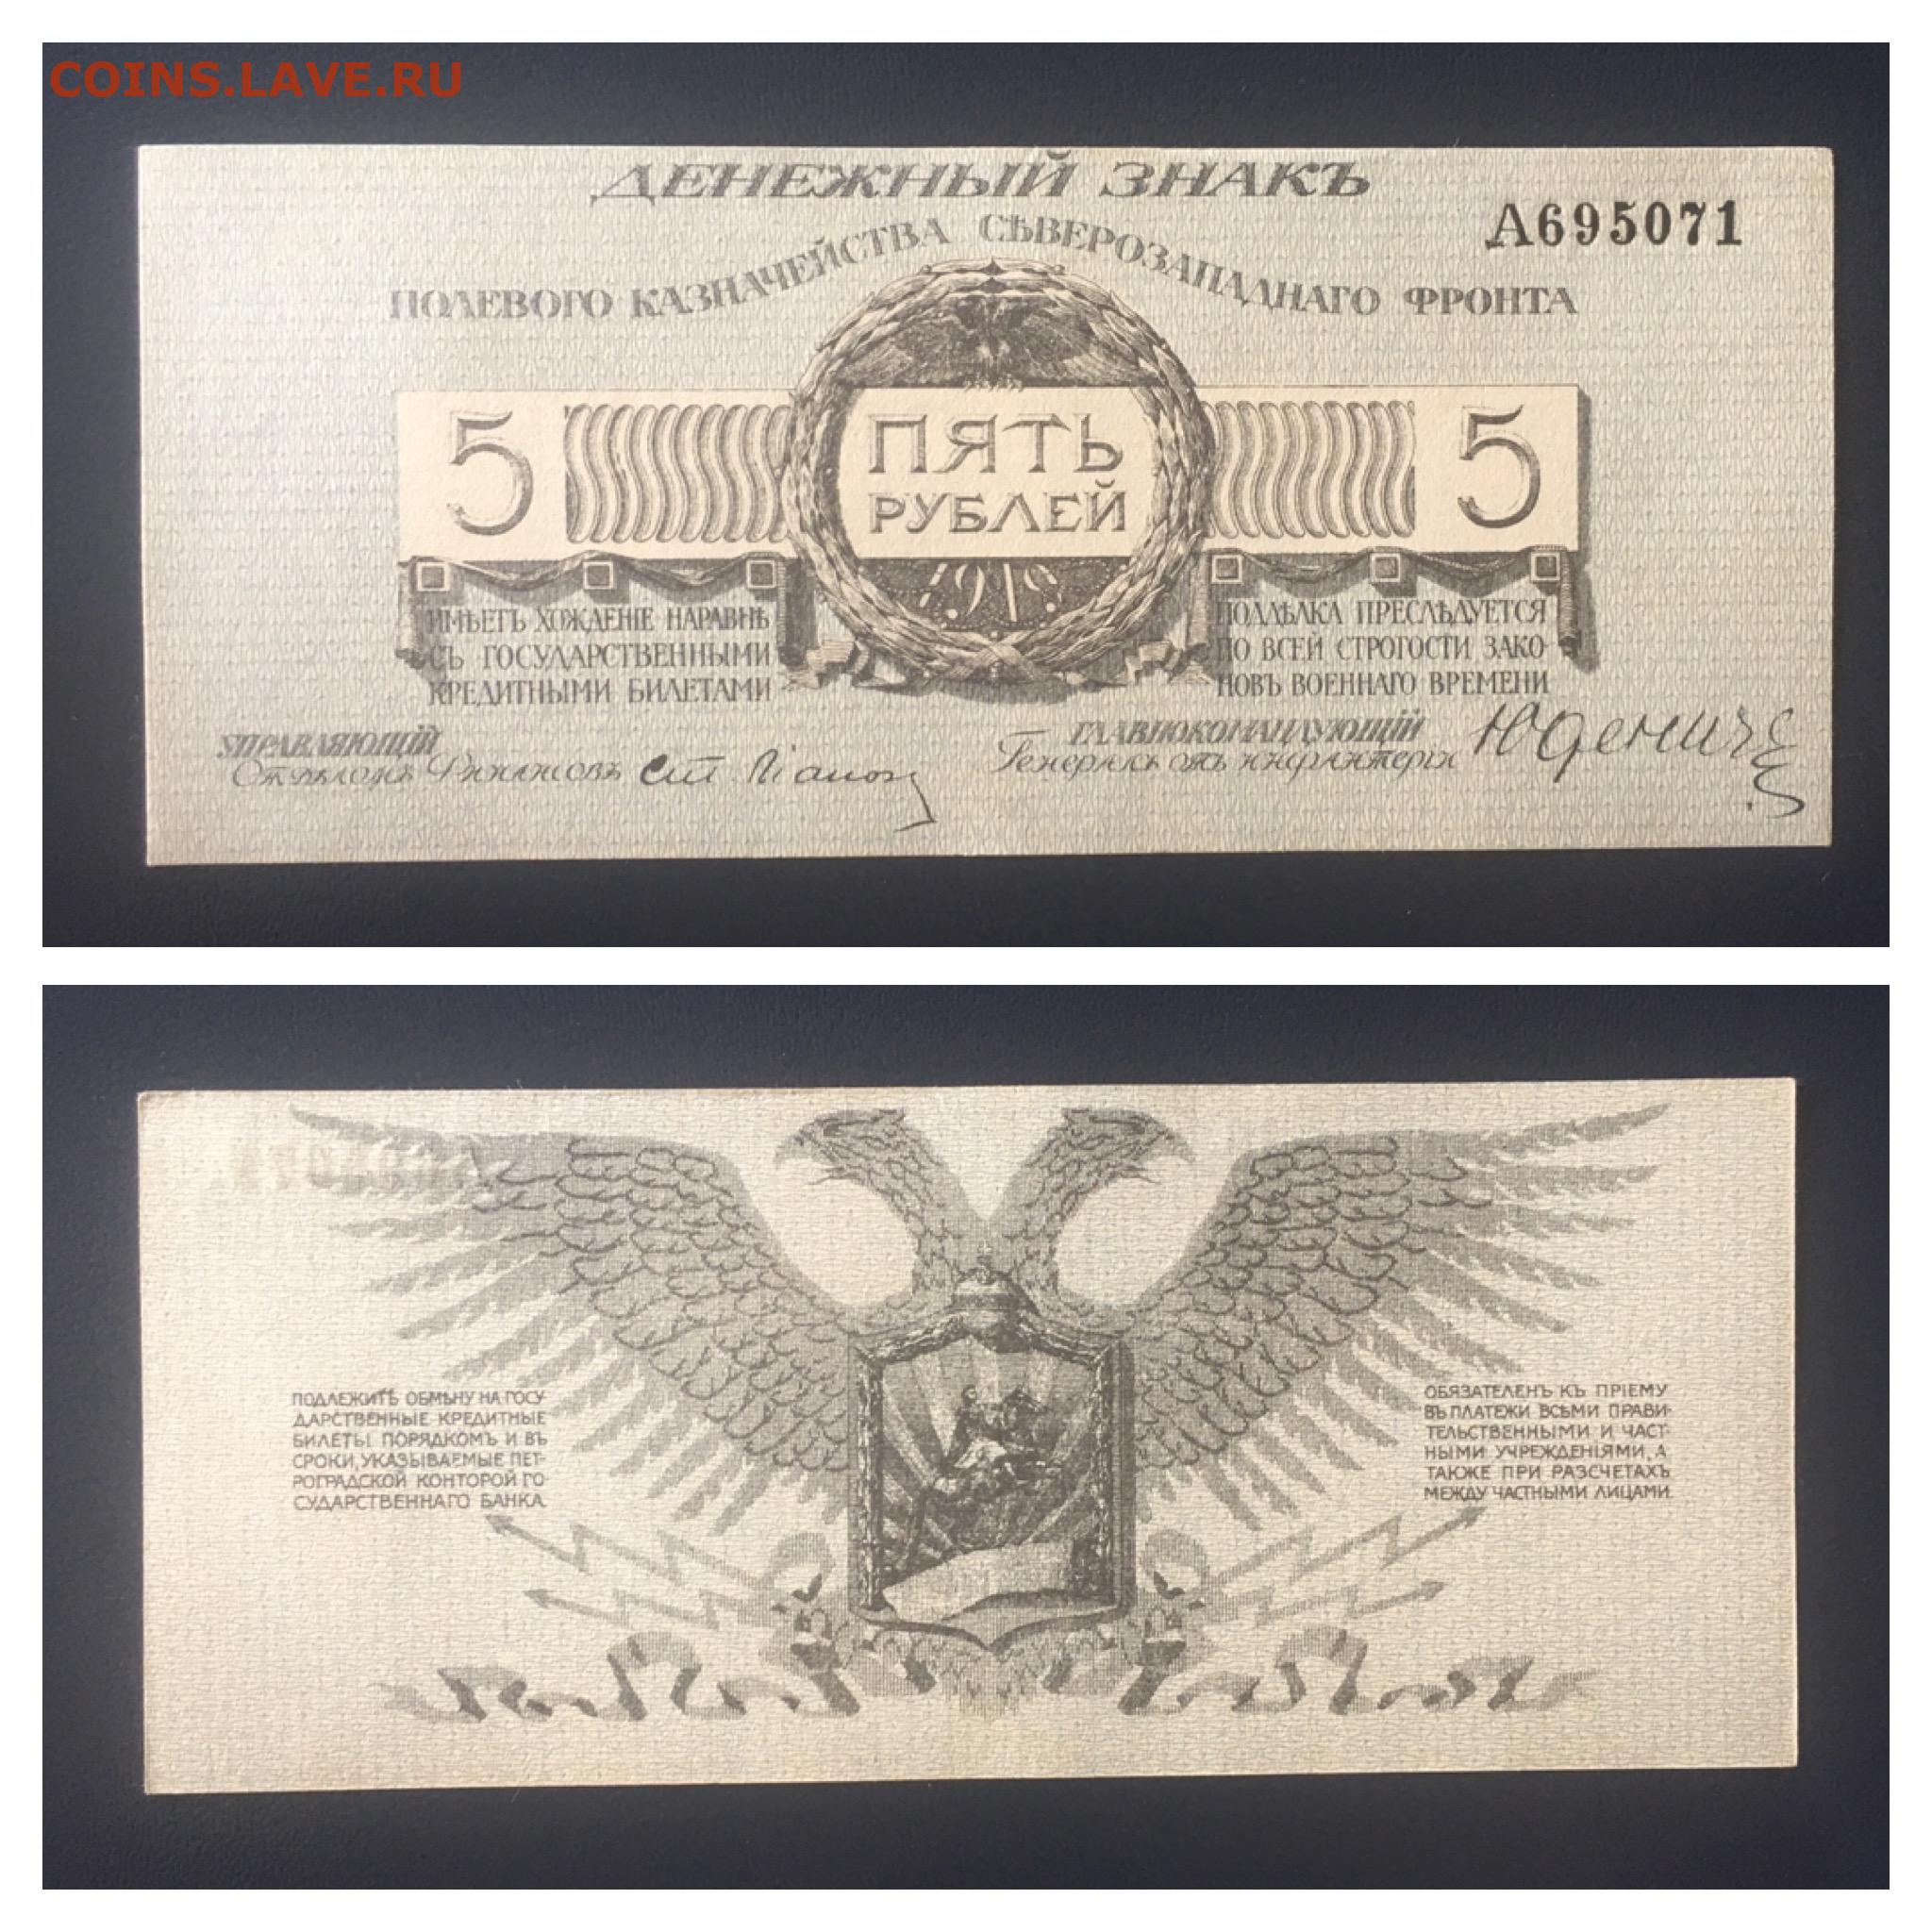 COINS.LAVE.RU
ДЕНЕЖНЫЙ ЗНАКЪ
А695071
ПОЛЕВОГО КАЗНАЧЕЙСТВА СѢВЕРОЗАПАДНАГО ФРОНТА
5 ПЯТЬ 5
РУБЛЕЙ
1919
ИМѢЕТЪ ХОЖДЕНІЕ НАРАВНѢ
СЪ ГОСУДАРСТВЕННЫМИ
КРЕДИТНЫМИ БИЛЕТАМИ
ПОДДѢЛКА ПРЕСЛѢДУЕТСЯ
ПО ВСЕЙ СТРОГОСТИ ЗАКО-
НОВЪ ВОЕННАГО ВРЕМЕНИ
УПРАВЛЯЮЩІЙ
Отдѣломъ Финансовъ
ГЛАВНОКОМАНДУЮЩІЙ
Генералъ отъ инфантеріи Юденичъ
ПОДЛЕЖИТЪ ОБМѢНУ НА ГОСУ-
ДАРСТВЕННЫЕ КРЕДИТНЫЕ
БИЛЕТЫ ПОРЯДКОМЪ И ВЪ
СРОКИ, УКАЗЫВАЕМЫЕ ПЕТ-
РОГРАДСКОЙ КОНТОРОЙ ГО-
СУДАРСТВЕННАГО БАНКА.
ОБЯЗАТЕЛЕНЪ КЪ ПРІЕМУ
ВЪ ПЛАТЕЖИ ВСѢМИ ПРАВИ-
ТЕЛЬСТВЕННЫМИ И ЧАСТ-
НЫМИ УЧРЕЖДЕНІЯМИ, А
ТАКЖЕ ПРИ РАЗСЧЕТАХЪ
МЕЖДУ ЧАСТНЫМИ ЛИЦАМИ.